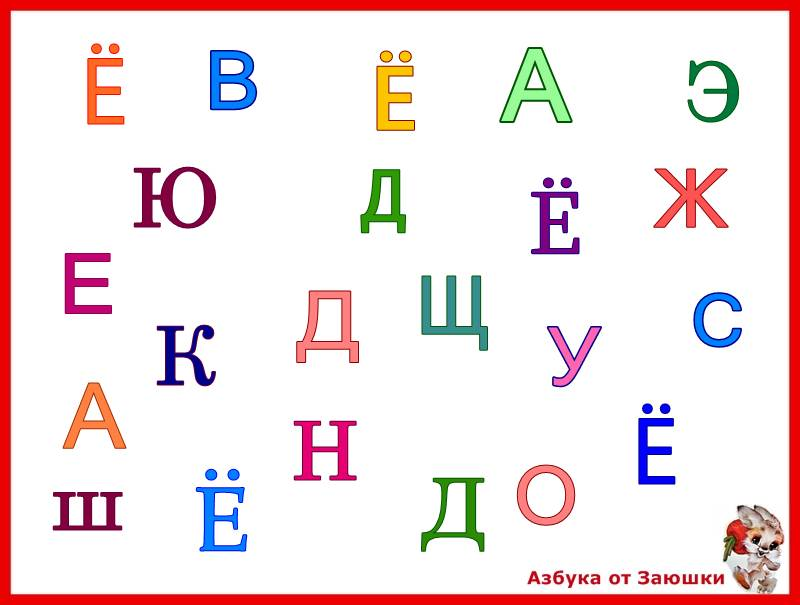 Ё В Ё А Э
Ю Д Ё Ж
Е Д Щ С
К У
А Н Ё
ш Ё Д О
Азбука от Заюшки